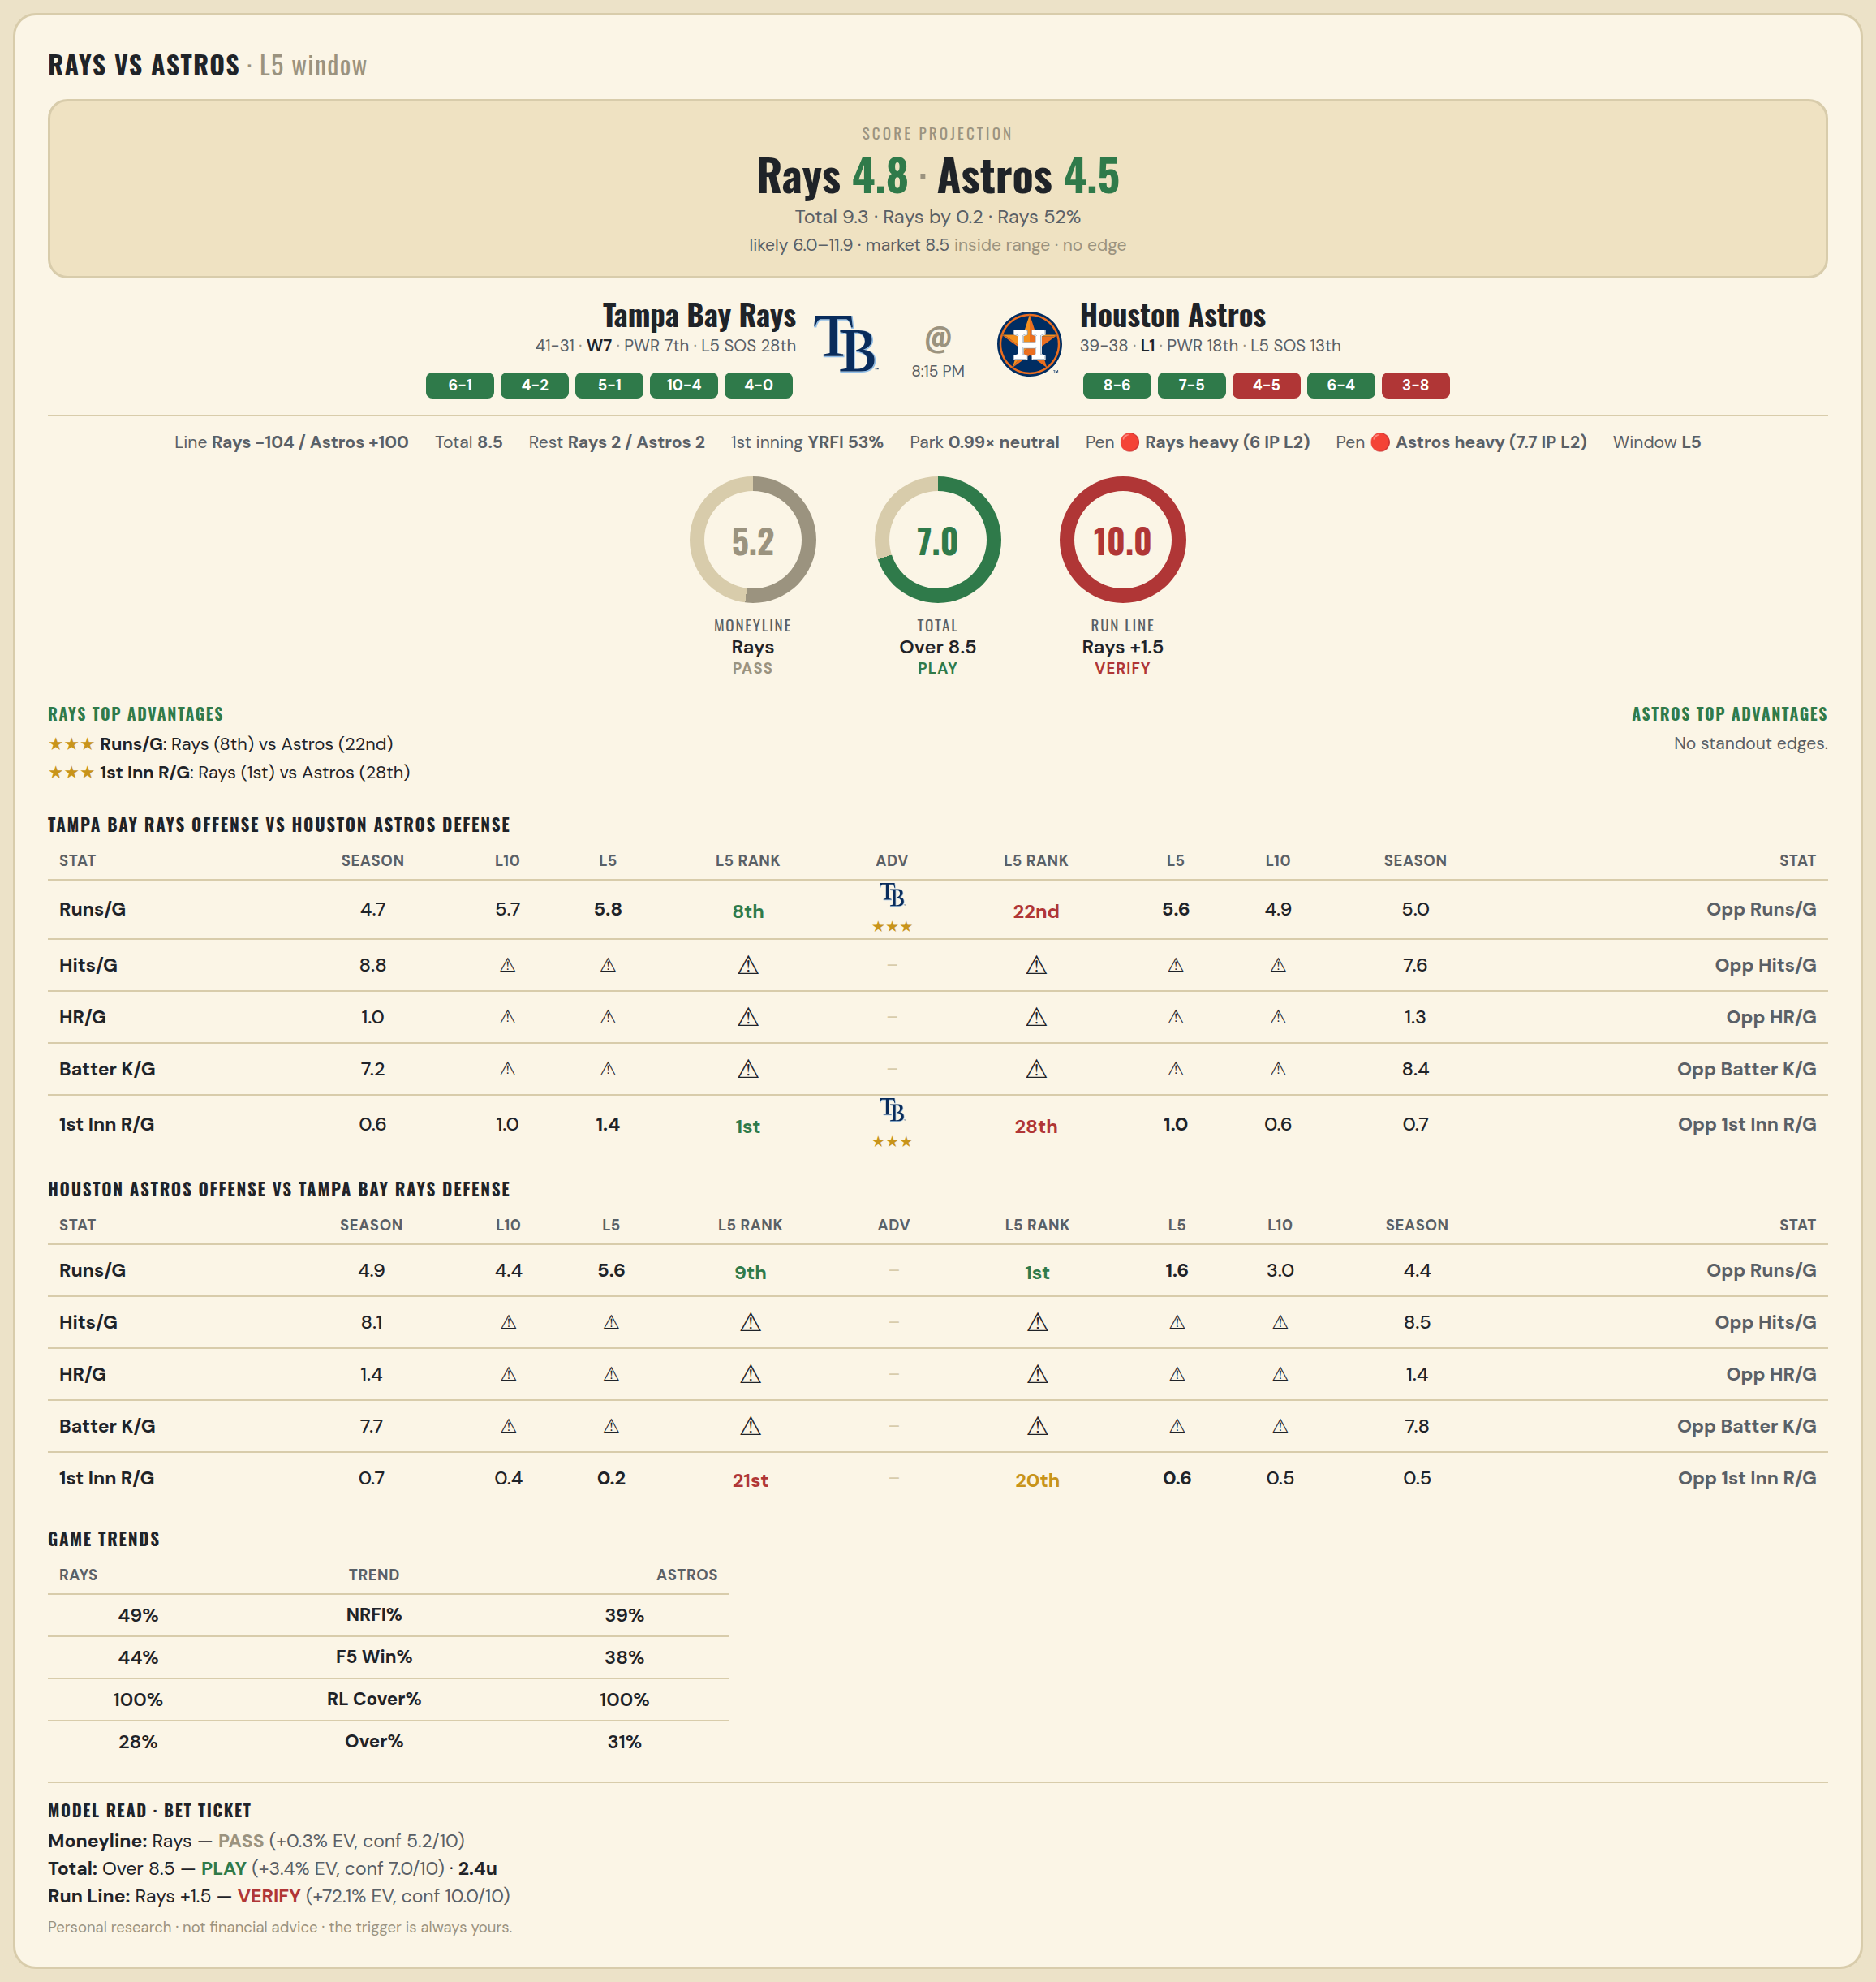 RAYS VS ASTROS · L5 window
SCORE PROJECTION
Rays 4.8 · Astros 4.5
Total 9.3 · Rays by 0.2 · Rays 52%
likely 6.0–11.9 · market 8.5 inside range · no edge
Tampa Bay Rays
41-31 · W7 · PWR 7th · L5 SOS 28th
6-1 4-2 5-1 10-4 4-0
TB
@
8:15 PM
H
Houston Astros
39-38 · L1 · PWR 18th · L5 SOS 13th
8-6 7-5 4-5 6-4 3-8
Line Rays -104 / Astros +100 Total 8.5 Rest Rays 2 / Astros 2 1st inning YRFI 53% Park 0.99× neutral Pen 🔴 Rays heavy (6 IP L2) Pen 🔴 Astros heavy (7.7 IP L2) Window L5
5.2 7.0 10.0
MONEYLINE TOTAL RUN LINE
Rays Over 8.5 Rays +1.5
PASS PLAY VERIFY
RAYS TOP ADVANTAGES
★★★ Runs/G: Rays (8th) vs Astros (22nd)
★★★ 1st Inn R/G: Rays (1st) vs Astros (28th)
ASTROS TOP ADVANTAGES
No standout edges.
TAMPA BAY RAYS OFFENSE VS HOUSTON ASTROS DEFENSE
STAT SEASON L10 L5 L5 RANK ADV L5 RANK L5 L10 SEASON STAT
Runs/G 4.7 5.7 5.8 8th TB ★★★ 22nd 5.6 4.9 5.0 Opp Runs/G
Hits/G 8.8 ⚠ ⚠ ⚠ – ⚠ ⚠ ⚠ 7.6 Opp Hits/G
HR/G 1.0 ⚠ ⚠ ⚠ – ⚠ ⚠ ⚠ 1.3 Opp HR/G
Batter K/G 7.2 ⚠ ⚠ ⚠ – ⚠ ⚠ ⚠ 8.4 Opp Batter K/G
1st Inn R/G 0.6 1.0 1.4 1st TB ★★★ 28th 1.0 0.6 0.7 Opp 1st Inn R/G
HOUSTON ASTROS OFFENSE VS TAMPA BAY RAYS DEFENSE
STAT SEASON L10 L5 L5 RANK ADV L5 RANK L5 L10 SEASON STAT
Runs/G 4.9 4.4 5.6 9th – 1st 1.6 3.0 4.4 Opp Runs/G
Hits/G 8.1 ⚠ ⚠ ⚠ – ⚠ ⚠ ⚠ 8.5 Opp Hits/G
HR/G 1.4 ⚠ ⚠ ⚠ – ⚠ ⚠ ⚠ 1.4 Opp HR/G
Batter K/G 7.7 ⚠ ⚠ ⚠ – ⚠ ⚠ ⚠ 7.8 Opp Batter K/G
1st Inn R/G 0.7 0.4 0.2 21st – 20th 0.6 0.5 0.5 Opp 1st Inn R/G
GAME TRENDS
RAYS TREND ASTROS
49% NRFI% 39%
44% F5 Win% 38%
100% RL Cover% 100%
28% Over% 31%
MODEL READ · BET TICKET
Moneyline: Rays — PASS (+0.3% EV, conf 5.2/10)
Total: Over 8.5 — PLAY (+3.4% EV, conf 7.0/10) · 2.4u
Run Line: Rays +1.5 — VERIFY (+72.1% EV, conf 10.0/10)
Personal research · not financial advice · the trigger is always yours.